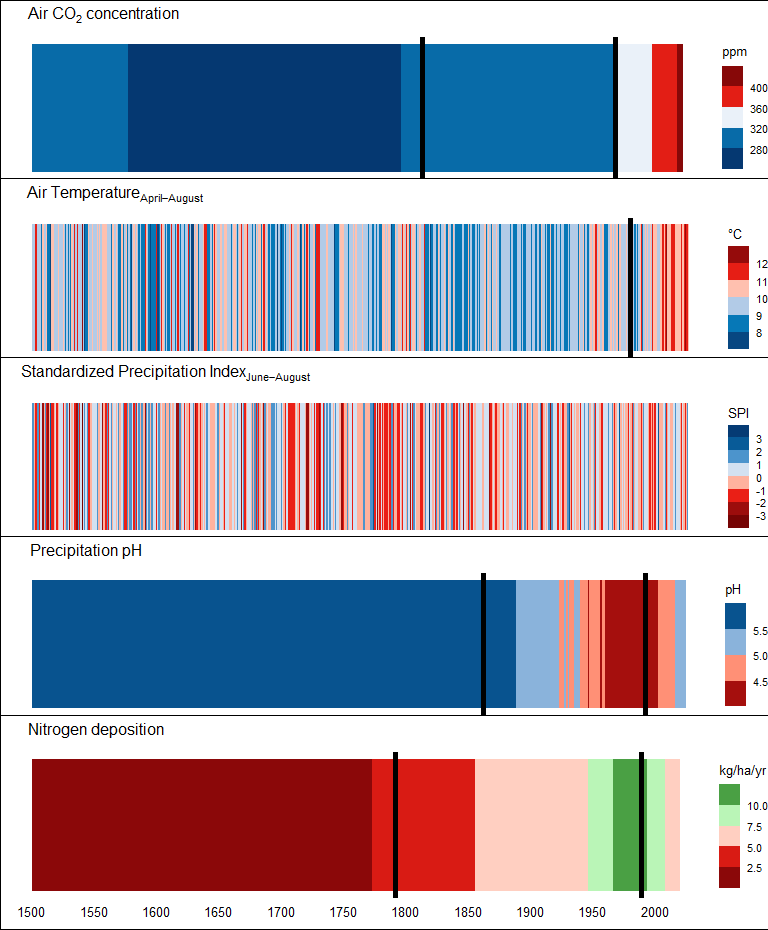 Air CO2 concentration
ppm
400
360
320
280
Air TemperatureApril–August
°C
12
11
10
9
8
Standardized Precipitation IndexJune–August
SPI
3
2
1
0
-1
-2
-3
Precipitation pH
pH
5.5
5.0
4.5
Nitrogen deposition
kg/ha/yr
10.0
7.5
5.0
2.5
1500 1550 1600 1650 1700 1750 1800 1850 1900 1950 2000